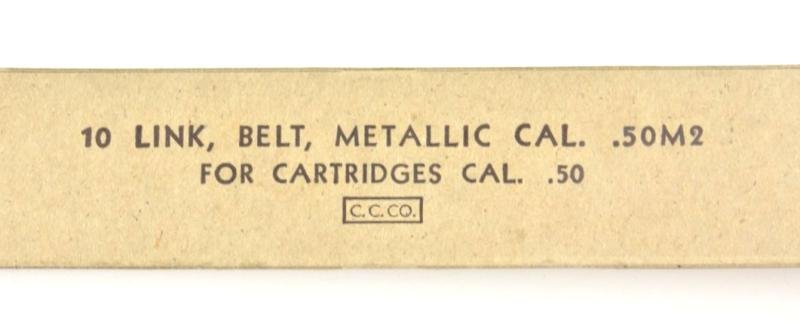 10 LINK, BELT, METALLIC CAL. .50M2
FOR CARTRIDGES CAL. .50
C.C.CO.